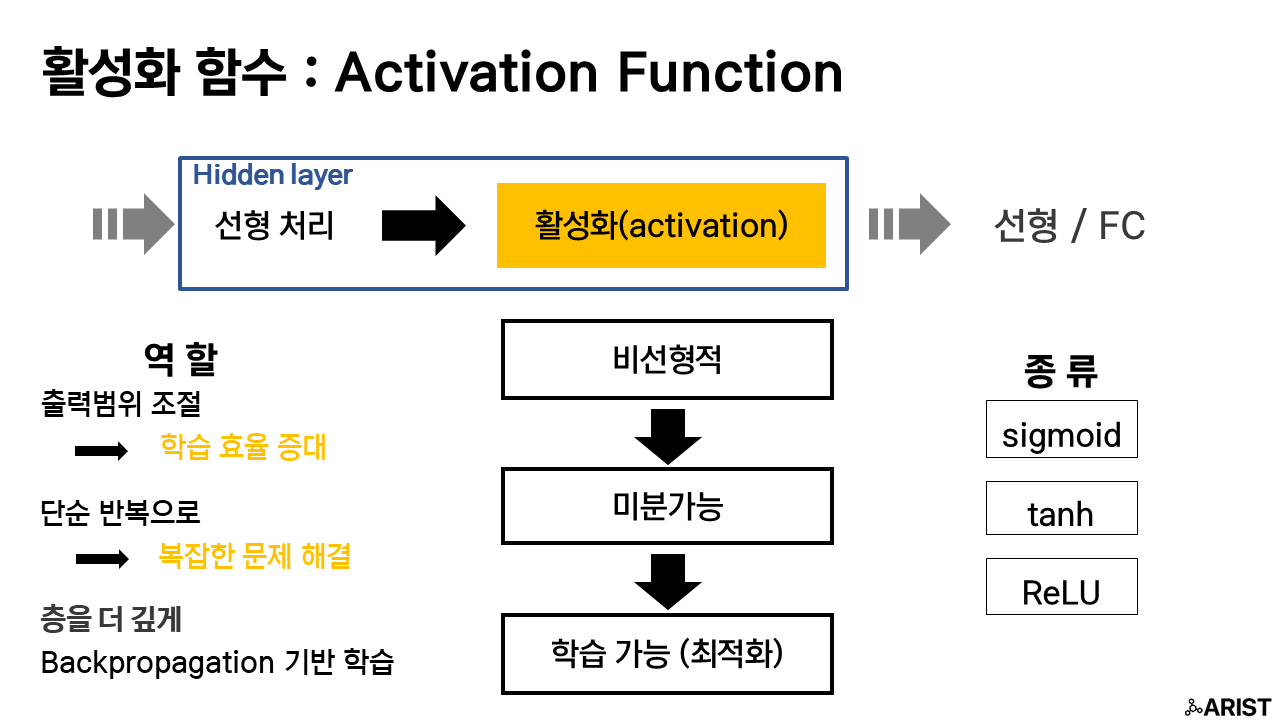 활성화 함수 : Activation Function
Hidden layer
선형 처리
활성화(activation)
선형 / FC
역 할
출력범위 조절
학습 효율 증대
단순 반복으로
복잡한 문제 해결
층을 더 깊게
Backpropagation 기반 학습
비선형적
미분가능
학습 가능 (최적화)
종 류
sigmoid
tanh
ReLU
ARIST